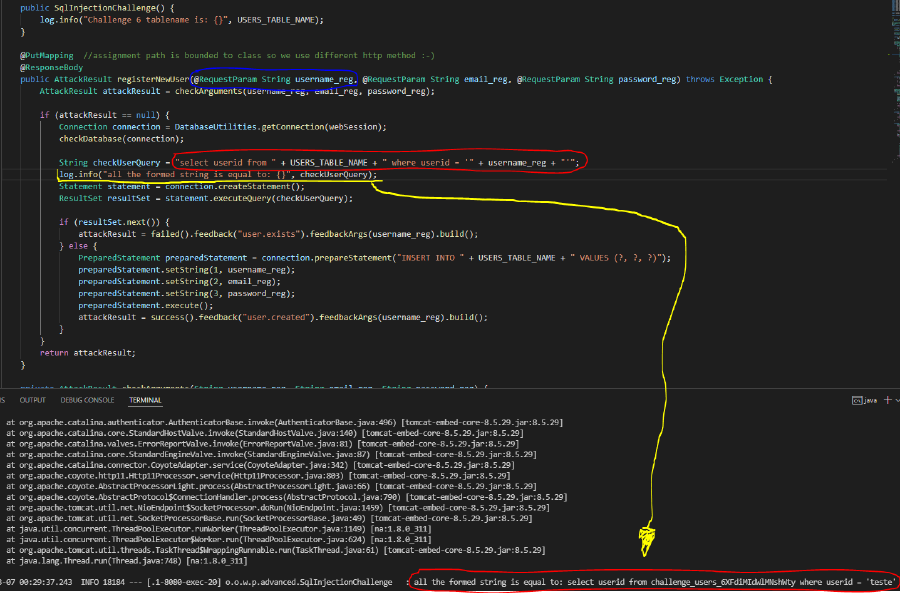 public SqlInjectionChallenge() {
log.info("Challenge 6 tablename is: {}", USERS_TABLE_NAME);
}
@PutMapping //assignment path is bounded to class so we use different http method :-)
@ResponseBody
public AttackResult registerNewUser(@RequestParam String username_reg, @RequestParam String email_reg, @RequestParam String password_reg) throws Exception {
AttackResult attackResult = checkArguments(username_reg, email_reg, password_reg);
if (attackResult == null) {
Connection connection = DatabaseUtilities.getConnection(webSession);
checkDatabase(connection);
String checkUserQuery = "select userid from " + USERS_TABLE_NAME + " where userid = '" + username_reg + "'";
log.info("all the formed string is equal to: {}", checkUserQuery);
Statement statement = connection.createStatement();
ResultSet resultSet = statement.executeQuery(checkUserQuery);
if (resultSet.next()) {
attackResult = failed().feedback("user.exists").feedbackArgs(username_reg).build();
} else {
PreparedStatement preparedStatement = connection.prepareStatement("INSERT INTO " + USERS_TABLE_NAME + " VALUES (?, ?, ?)");
preparedStatement.setString(1, username_reg);
preparedStatement.setString(2, email_reg);
preparedStatement.setString(3, password_reg);
preparedStatement.execute();
attackResult = success().feedback("user.created").feedbackArgs(username_reg).build();
}
}
return attackResult;
}
OUTPUT DEBUG CONSOLE TERMINAL java
at org.apache.catalina.authenticator.AuthenticatorBase.invoke(AuthenticatorBase.java:496) [tomcat-embed-core-8.5.29.jar:8.5.29]
at org.apache.catalina.core.StandardHostValve.invoke(StandardHostValve.java:140) [tomcat-embed-core-8.5.29.jar:8.5.29]
at org.apache.catalina.valves.ErrorReportValve.invoke(ErrorReportValve.java:81) [tomcat-embed-core-8.5.29.jar:8.5.29]
at org.apache.catalina.core.StandardEngineValve.invoke(StandardEngineValve.java:87) [tomcat-embed-core-8.5.29.jar:8.5.29]
at org.apache.catalina.connector.CoyoteAdapter.service(CoyoteAdapter.java:342) [tomcat-embed-core-8.5.29.jar:8.5.29]
at org.apache.coyote.http11.Http11Processor.service(Http11Processor.java:803) [tomcat-embed-core-8.5.29.jar:8.5.29]
at org.apache.coyote.AbstractProcessorLight.process(AbstractProcessorLight.java:66) [tomcat-embed-core-8.5.29.jar:8.5.29]
at org.apache.coyote.AbstractProtocol$ConnectionHandler.process(AbstractProtocol.java:790) [tomcat-embed-core-8.5.29.jar:8.5.29]
at org.apache.tomcat.util.net.NioEndpoint$SocketProcessor.doRun(NioEndpoint.java:1459) [tomcat-embed-core-8.5.29.jar:8.5.29]
at org.apache.tomcat.util.net.SocketProcessorBase.run(SocketProcessorBase.java:49) [tomcat-embed-core-8.5.29.jar:8.5.29]
at java.util.concurrent.ThreadPoolExecutor.runWorker(ThreadPoolExecutor.java:1149) [na:1.8.0_311]
at java.util.concurrent.ThreadPoolExecutor$Worker.run(ThreadPoolExecutor.java:624) [na:1.8.0_311]
at org.apache.tomcat.util.threads.TaskThread$WrappingRunnable.run(TaskThread.java:61) [tomcat-embed-core-8.5.29.jar:8.5.29]
at java.lang.Thread.run(Thread.java:748) [na:1.8.0_311]
3-07 00:29:37.243 INFO 18184 --- [.1-8080-exec-20] o.o.w.p.advanced.SqlInjectionChallenge : all the formed string is equal to: select userid from challenge_users_6XFdiMIdWlMNshWty where userid = 'teste'